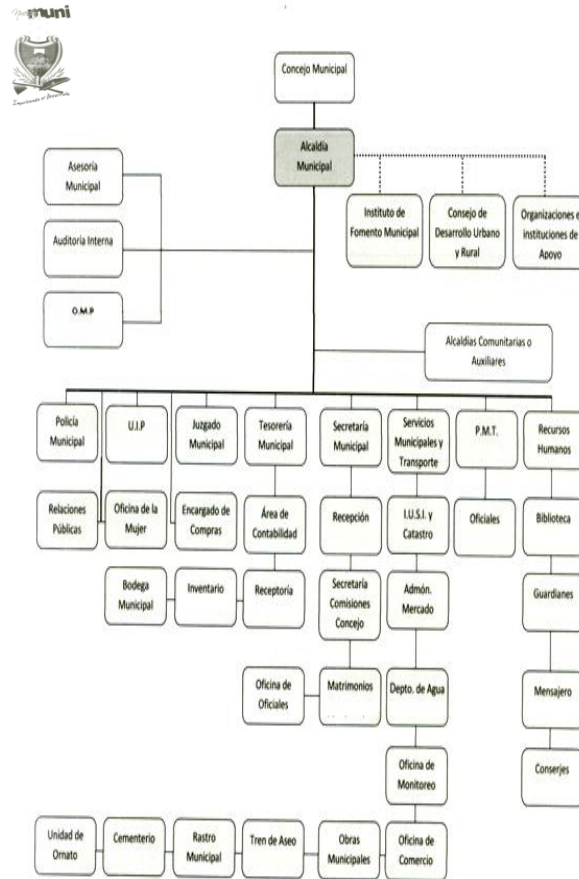 muni
Concejo Municipal
Alcaldía
Municipal
Asesoría
Municipal
Auditoría Interna
O.M.P
Instituto de
Fomento Municipal
Consejo de
Desarrollo Urbano
y Rural
Organizaciones e
instituciones de
Apoyo
Alcaldías Comunitarias o
Auxiliares
Policía
Municipal
U.I.P
Juzgado
Municipal
Tesorería
Municipal
Secretaría
Municipal
Servicios
Municipales y
Transporte
P.M.T.
Recursos
Humanos
Relaciones
Públicas
Oficina de la
Mujer
Encargado de
Compras
Área de
Contabilidad
Recepción
I.U.S.I. y
Catastro
Oficiales
Biblioteca
Bodega
Municipal
Inventario
Receptoría
Secretaría
Comisiones
Concejo
Admón.
Mercado
Guardianes
Oficina de
Oficiales
Matrimonios
Depto. de Agua
Mensajero
Oficina de
Monitoreo
Conserjes
Unidad de
Ornato
Cementerio
Rastro
Municipal
Tren de Aseo
Obras
Municipales
Oficina de
Comercio